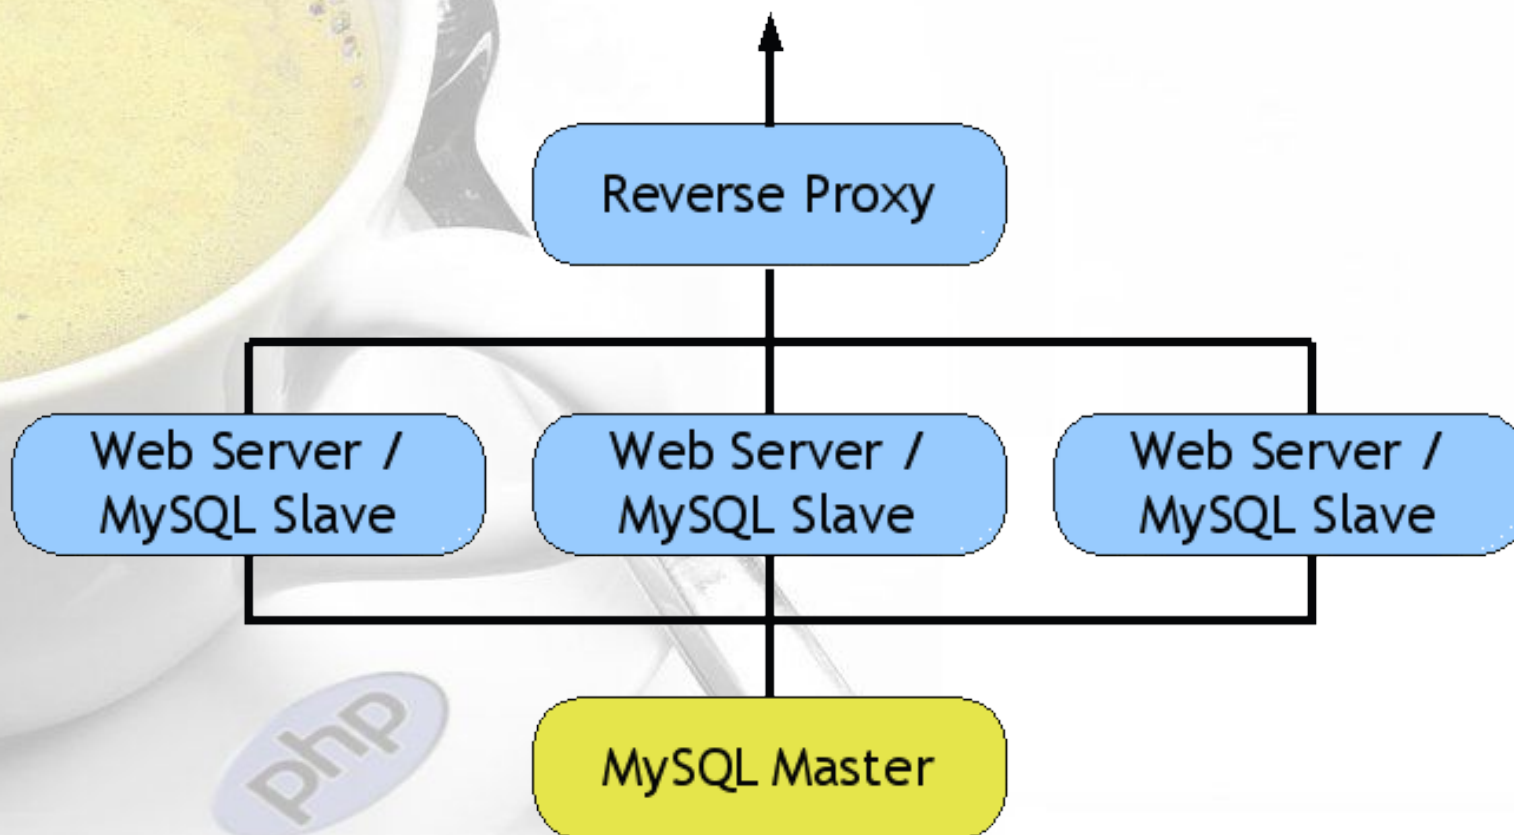 Reverse Proxy
Web Server /
MySQL Slave
Web Server /
MySQL Slave
Web Server /
MySQL Slave
php
MySQL Master